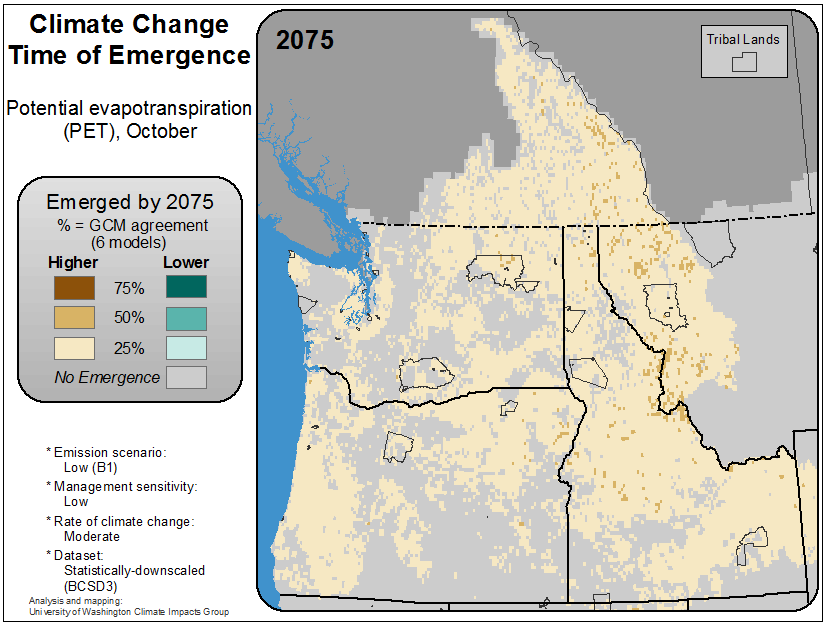 Climate Change
Time of Emergence
Potential evapotranspiration
(PET), October
Emerged by 2075
% = GCM agreement
(6 models)
Higher Lower
75%
50%
25%
No Emergence
* Emission scenario:
Low (B1)
* Management sensitivity:
Low
* Rate of climate change:
Moderate
* Dataset:
Statistically-downscaled
(BCSD3)
Analysis and mapping:
University of Washington Climate Impacts Group
2075
Tribal Lands